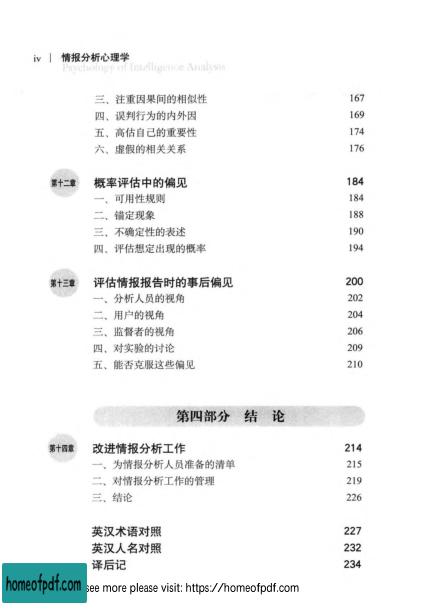 iv | 情报分析心理学
Psychology of Intelligence Analysis
三、注重因果间的相似性 167
四、误判行为的内外因 169
五、高估自己的重要性 174
六、虚假的相关关系 176
第十二章 概率评估中的偏见 184
一、可用性规则 184
二、锚定现象 188
三、不确定性的表述 190
四、评估想定出现的概率 194
第十三章 评估情报报告时的事后偏见 200
一、分析人员的视角 202
二、用户的视角 204
三、监督者的视角 206
四、对实验的讨论 209
五、能否克服这些偏见 210
第四部分 结 论
第十四章 改进情报分析工作 214
一、为情报分析人员准备的清单 215
二、对情报分析工作的管理 219
三、结论 226
英汉术语对照 227
英汉人名对照 232
译后记 234
homeofpdf.com see more please visit: https://homeofpdf.com